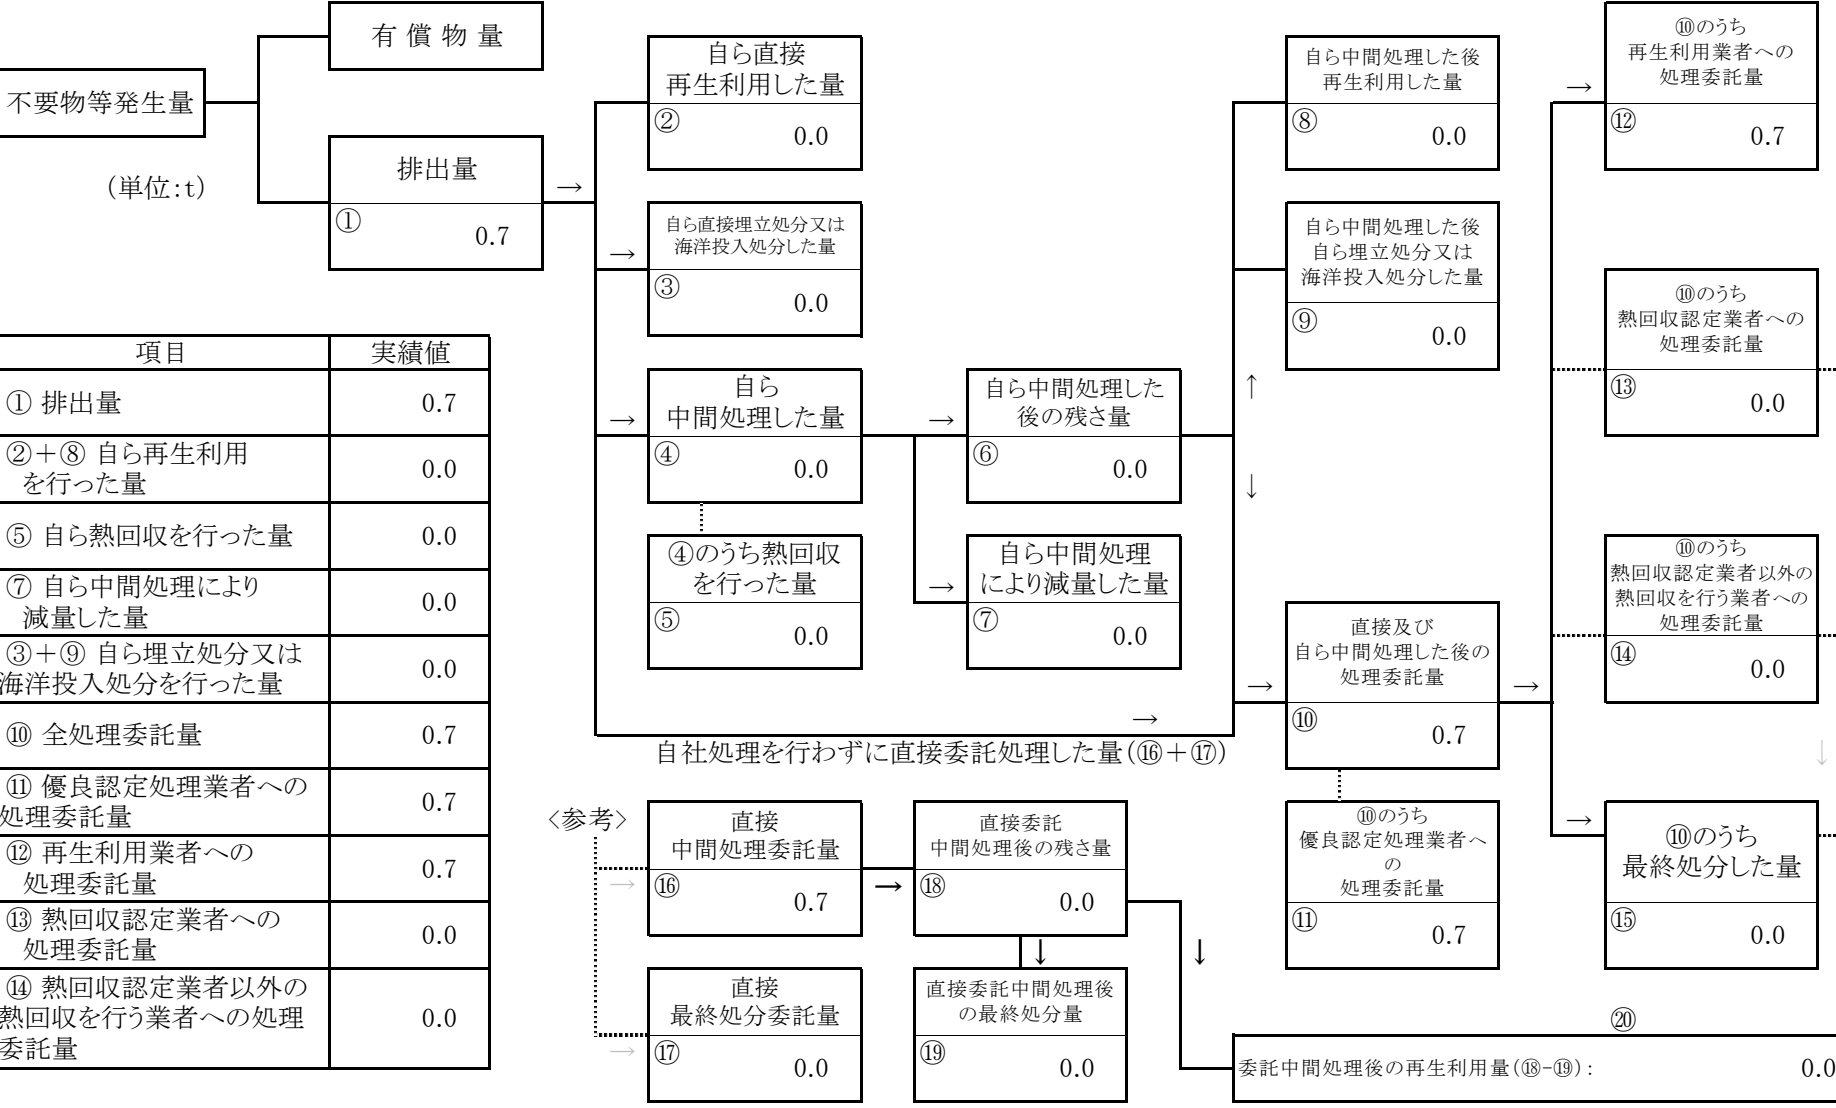 有 償 物 量
不要物等発生量
(単位:t)
排出量
①
0.7
→
自ら直接
再生利用した量
②
0.0
→
自ら直接埋立処分又は
海洋投入処分した量
③
0.0
→
自ら
中間処理した量
④
0.0
④のうち熱回収
を行った量
⑤
0.0
→
自ら中間処理した
後の残さ量
⑥
0.0
→
自ら中間処理
により減量した量
⑦
0.0
自ら中間処理した後
再生利用した量
⑧
0.0
自ら中間処理した後
自ら埋立処分又は
海洋投入処分した量
⑨
0.0
↑
↓
→
自社処理を行わずに直接委託処理した量(⑯+⑰)
→
直接及び
自ら中間処理した後の
処理委託量
⑩
0.7
→
⑩のうち
優良認定処理業者へ
の
処理委託量
⑪
0.7
→
⑩のうち
再生利用業者への
処理委託量
⑫
0.7
⑩のうち
熱回収認定業者への
処理委託量
⑬
0.0
⑩のうち
熱回収認定業者以外の
熱回収を行う業者への
処理委託量
⑭
0.0
↓
→
⑩のうち
最終処分した量
⑮
0.0
項目 実績値
① 排出量 0.7
②+⑧ 自ら再生利用
を行った量 0.0
⑤ 自ら熱回収を行った量 0.0
⑦ 自ら中間処理により
減量した量 0.0
③+⑨ 自ら埋立処分又は
海洋投入処分を行った量 0.0
⑩ 全処理委託量 0.7
⑪ 優良認定処理業者への
処理委託量 0.7
⑫ 再生利用業者への
処理委託量 0.7
⑬ 熱回収認定業者への
処理委託量 0.0
⑭ 熱回収認定業者以外の
熱回収を行う業者への処理
委託量 0.0
<参考>
→
直接
中間処理委託量
⑯
0.7
→
直接委託
中間処理後の残さ量
⑱
0.0
↓
↓
→
直接
最終処分委託量
⑰
0.0
直接委託中間処理後
の最終処分量
⑲
0.0
⑳
委託中間処理後の再生利用量(⑱-⑲): 0.0